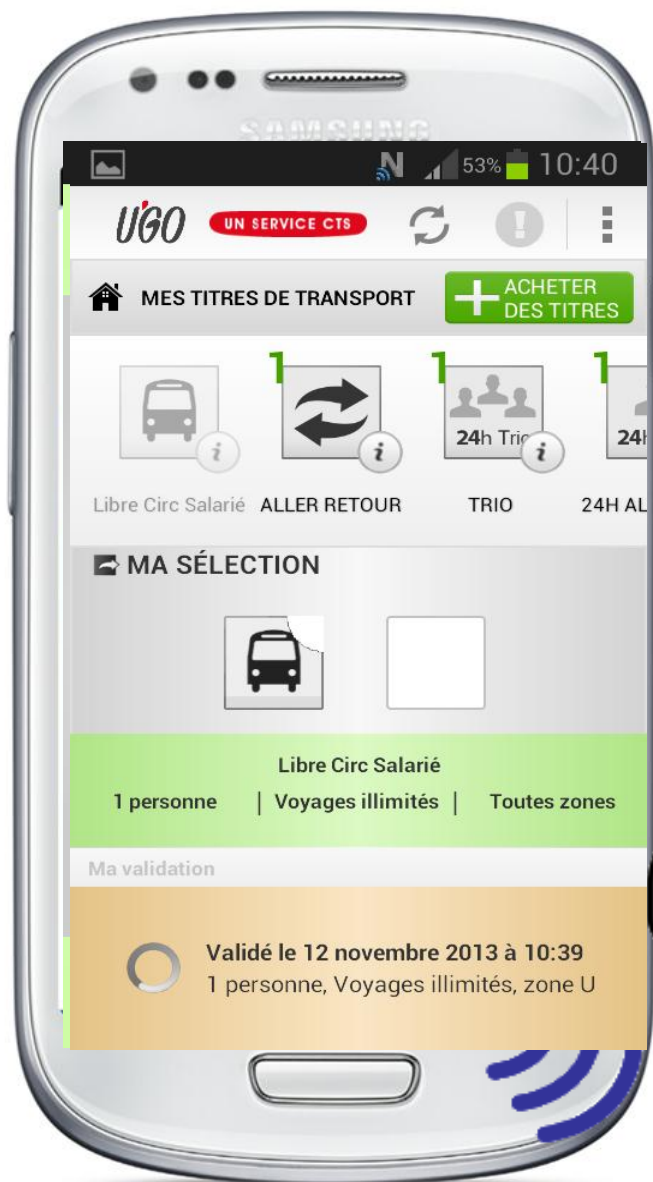 SAMSUNG
N 53% 10:40
U'GO UN SERVICE CTS
MES TITRES DE TRANSPORT
ACHETER
DES TITRES
1 1 1
24h Trio 24h
Libre Circ Salarié ALLER RETOUR TRIO 24H AL
MA SÉLECTION
Libre Circ Salarié
1 personne | Voyages illimités | Toutes zones
Ma validation
Validé le 12 novembre 2013 à 10:39
1 personne, Voyages illimités, zone U